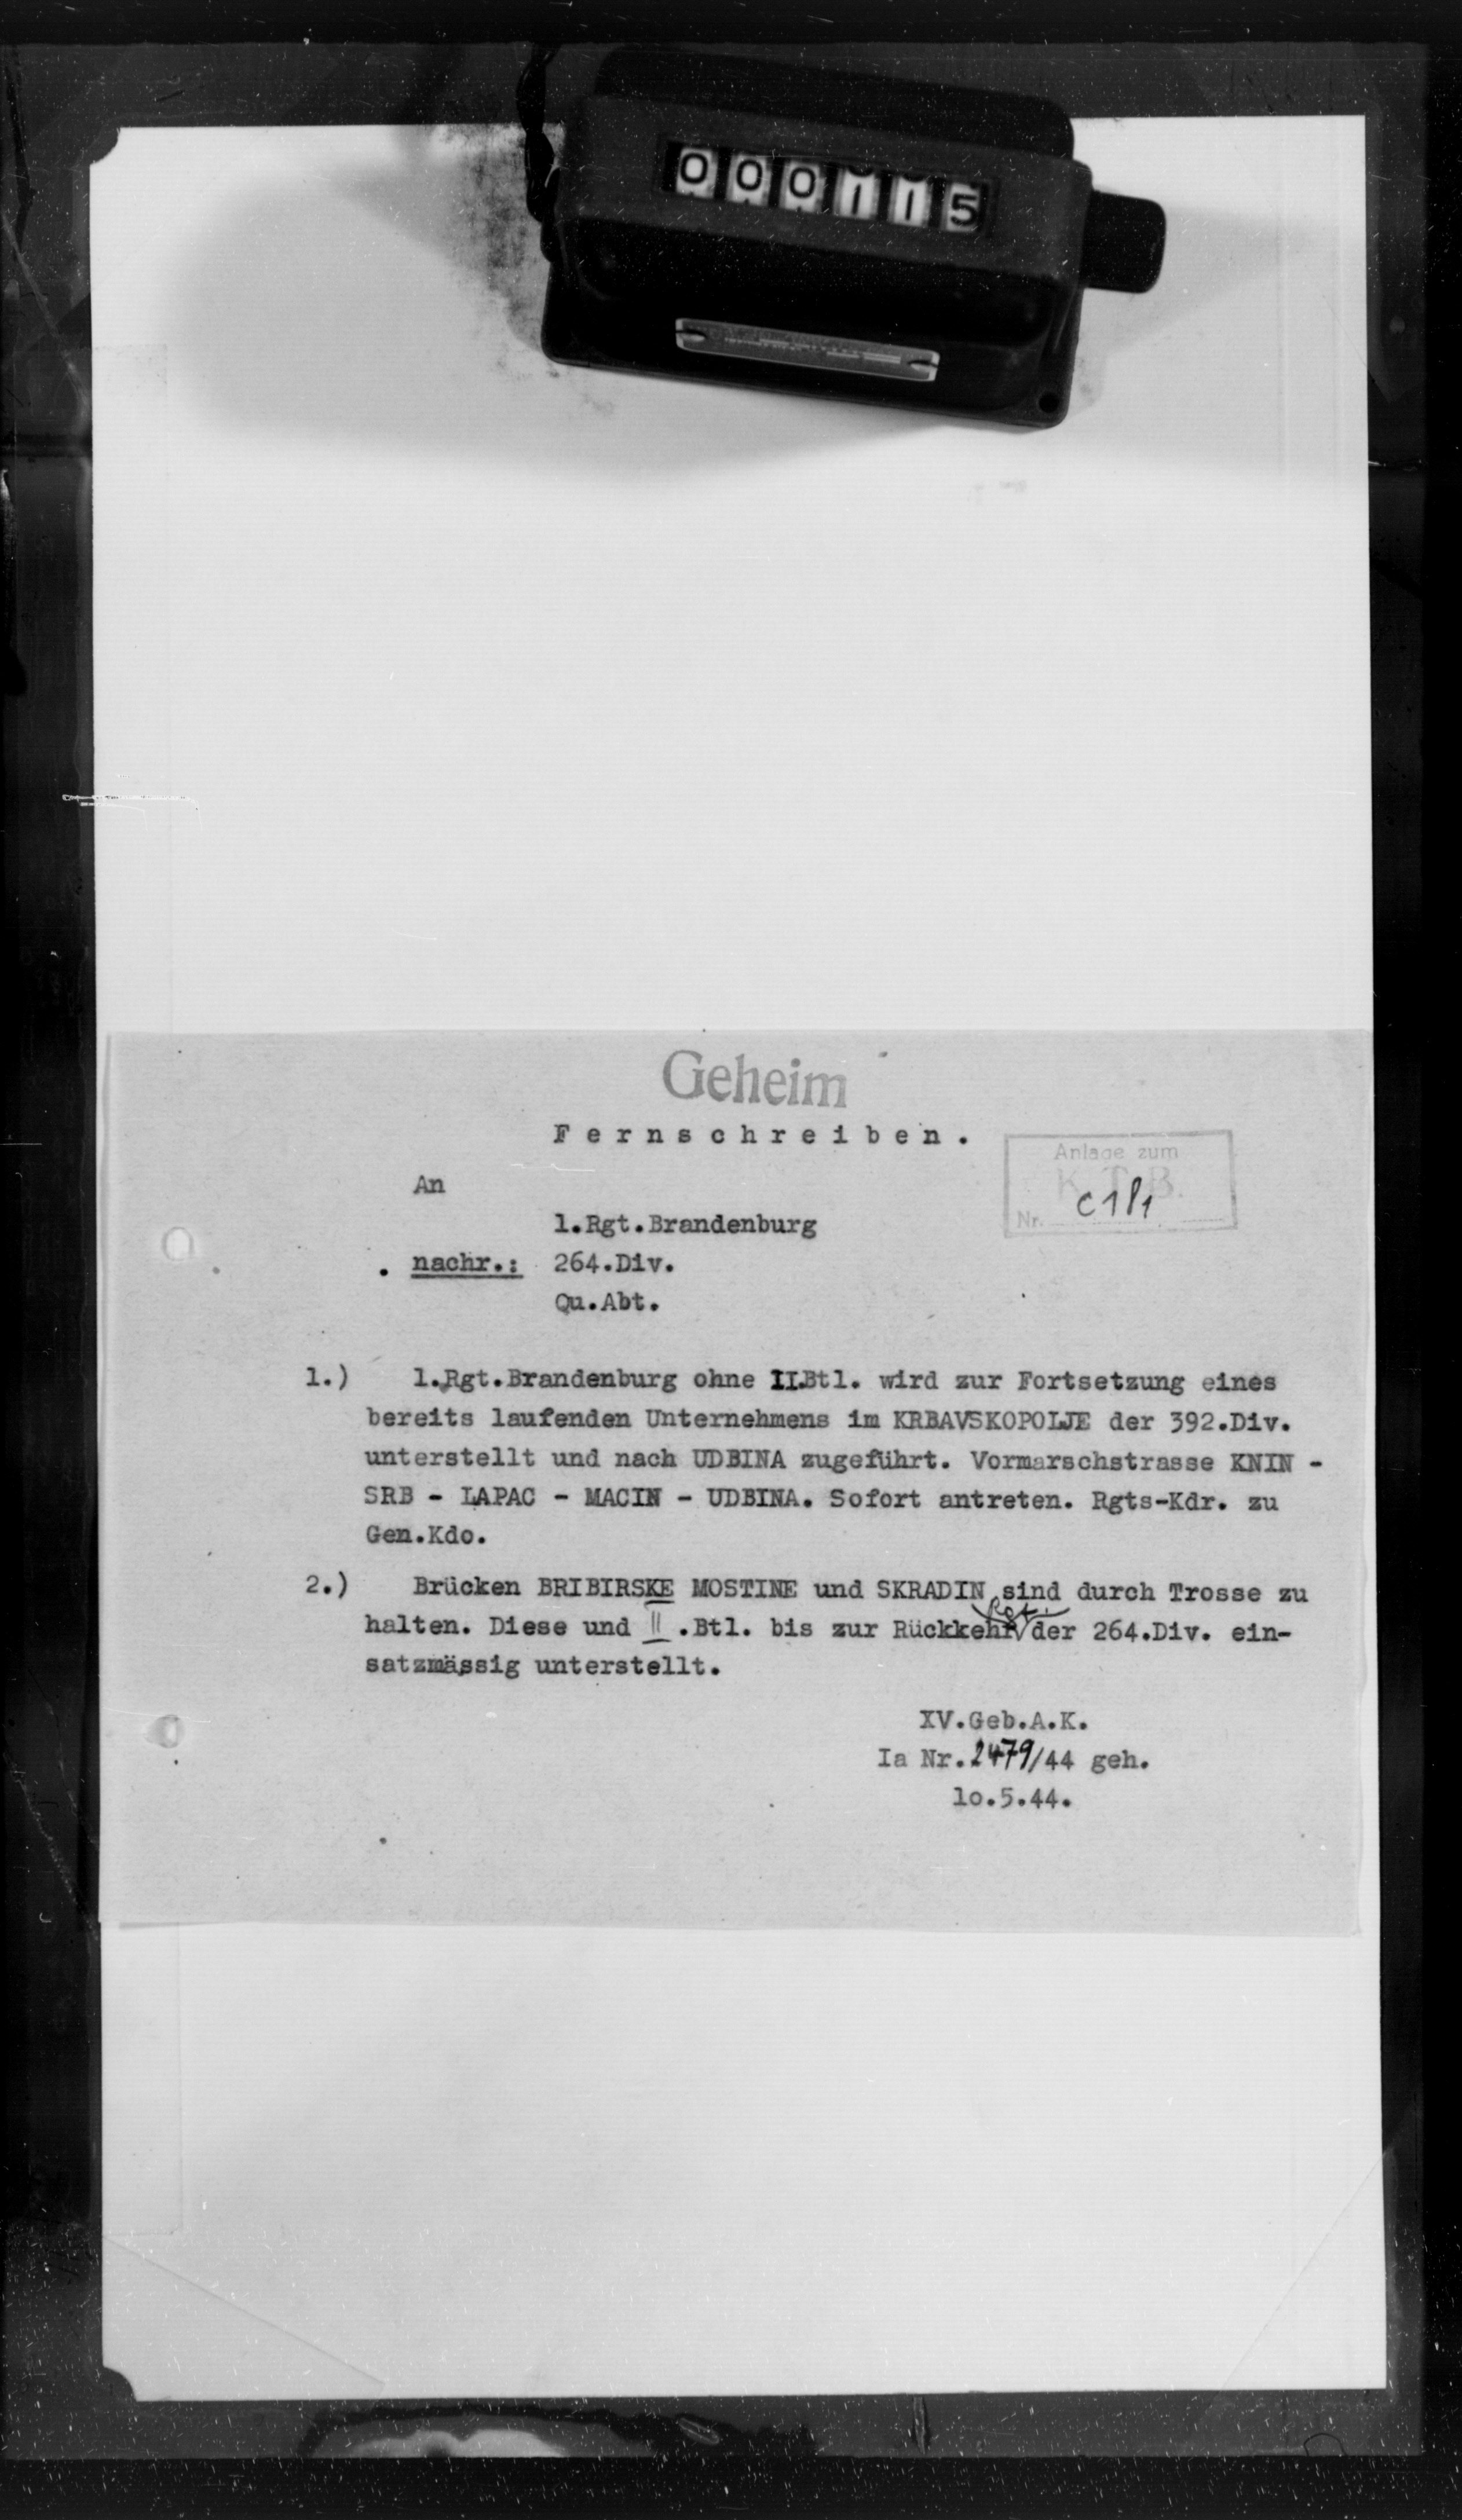 000115
Geheim
Fernschreiben.
Anlage zum
K.T.B.
Nr. C181
An
1.Rgt.Brandenburg
nachr.: 264.Div.
Qu.Abt.
1.) 1.Rgt.Brandenburg ohne II.Btl. wird zur Fortsetzung eines
bereits laufenden Unternehmens im KRBAVSKOPOLJE der 392.Div.
unterstellt und nach UDBINA zugeführt. Vormarschstrasse KNIN -
SRB - LAPAC - MACIN - UDBINA. Sofort antreten. Rgts-Kdr. zu
Gen.Kdo.
2.) Brücken BRIBIRSKE MOSTINE und SKRADIN sind durch Trosse zu
halten. Diese und II.Btl. bis zur Rückkehr Rgt. der 264.Div. ein-
satzmässig unterstellt.
XV.Geb.A.K.
Ia Nr.2479/44 geh.
1o.5.44.